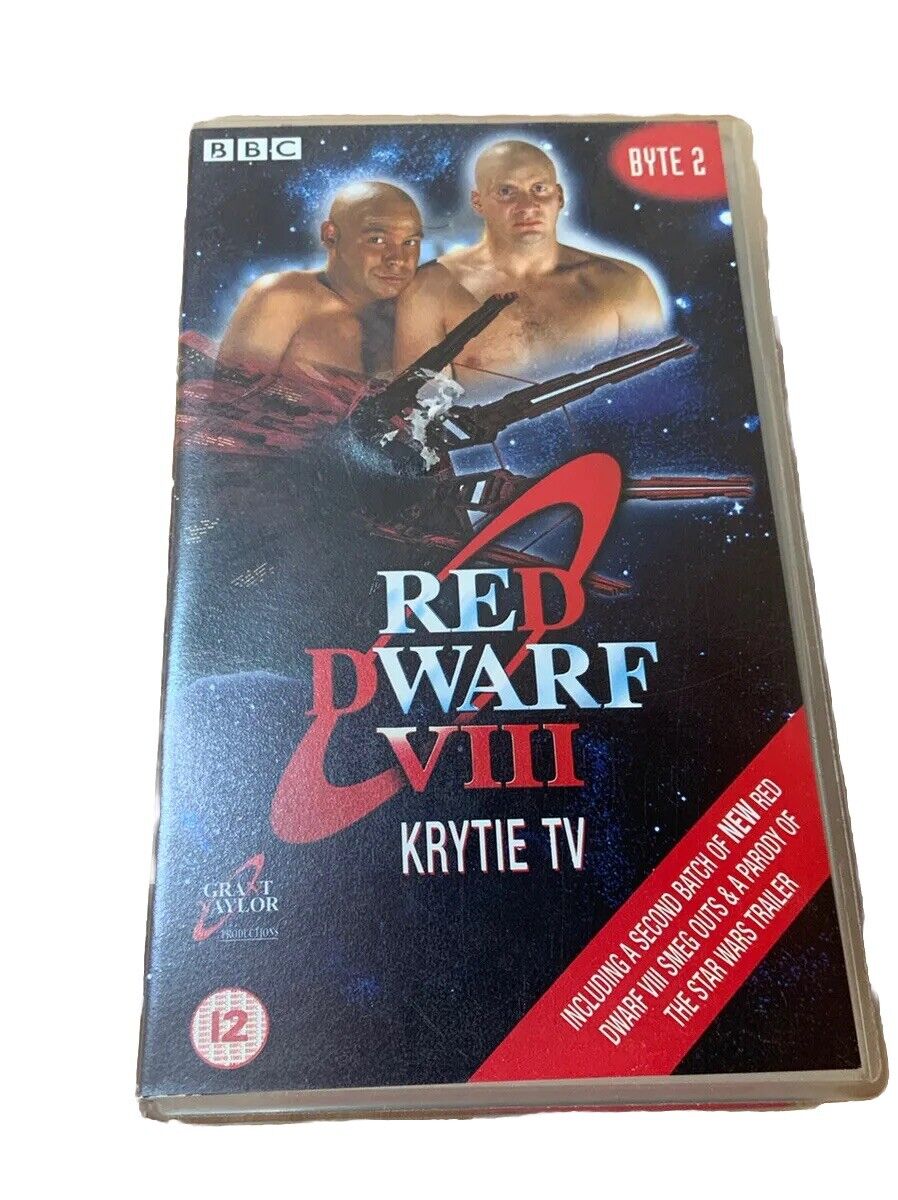 BBC
BYTE 2
RED
DWARF
VIII
KRYTIE TV
INCLUDING A SECOND BATCH OF NEW RED
DWARF VIII SMEG OUTS & A PARODY OF
THE STAR WARS TRAILER
GRANT
NAYLOR
PRODUCTIONS
12